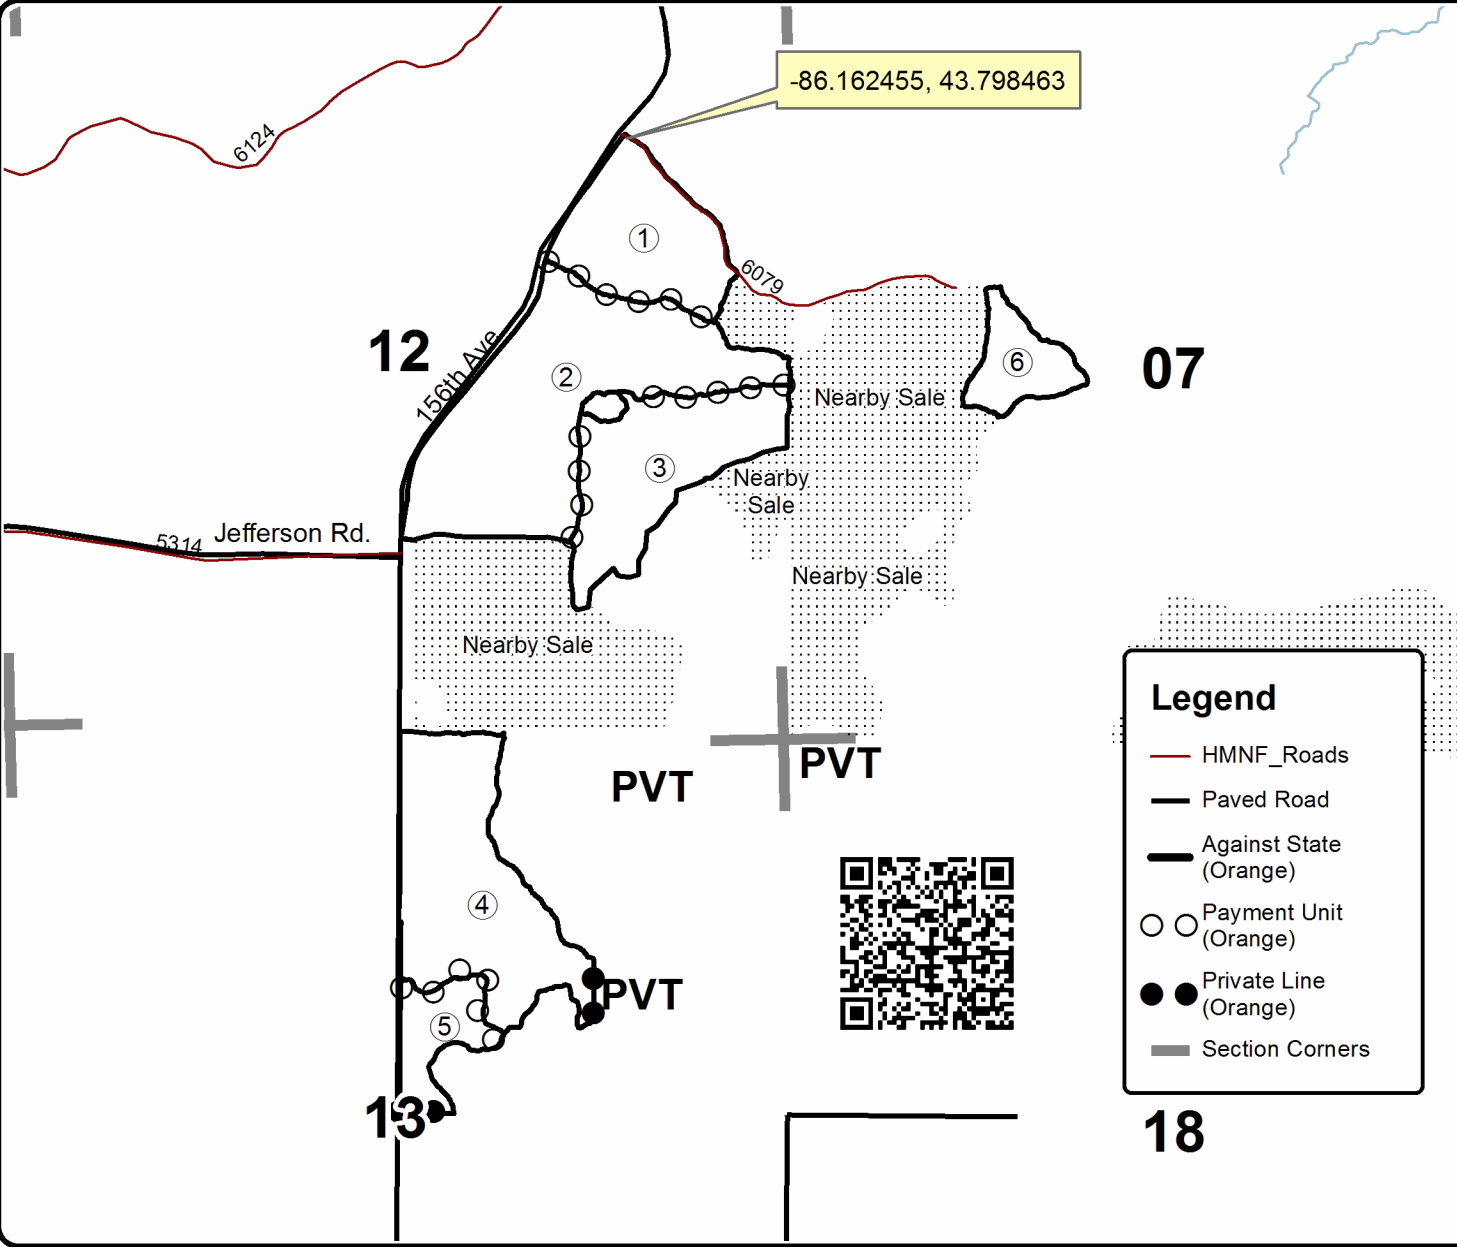 -86.162455, 43.798463
6124
1
6079
12
156th Ave
2
6
07
Nearby Sale
3
Nearby
Sale
Jefferson Rd.
5314
Nearby Sale
Nearby Sale
PVT
PVT
4
PVT
5
13
18
Legend
HMNF_Roads
Paved Road
Against State
(Orange)
Payment Unit
(Orange)
Private Line
(Orange)
Section Corners